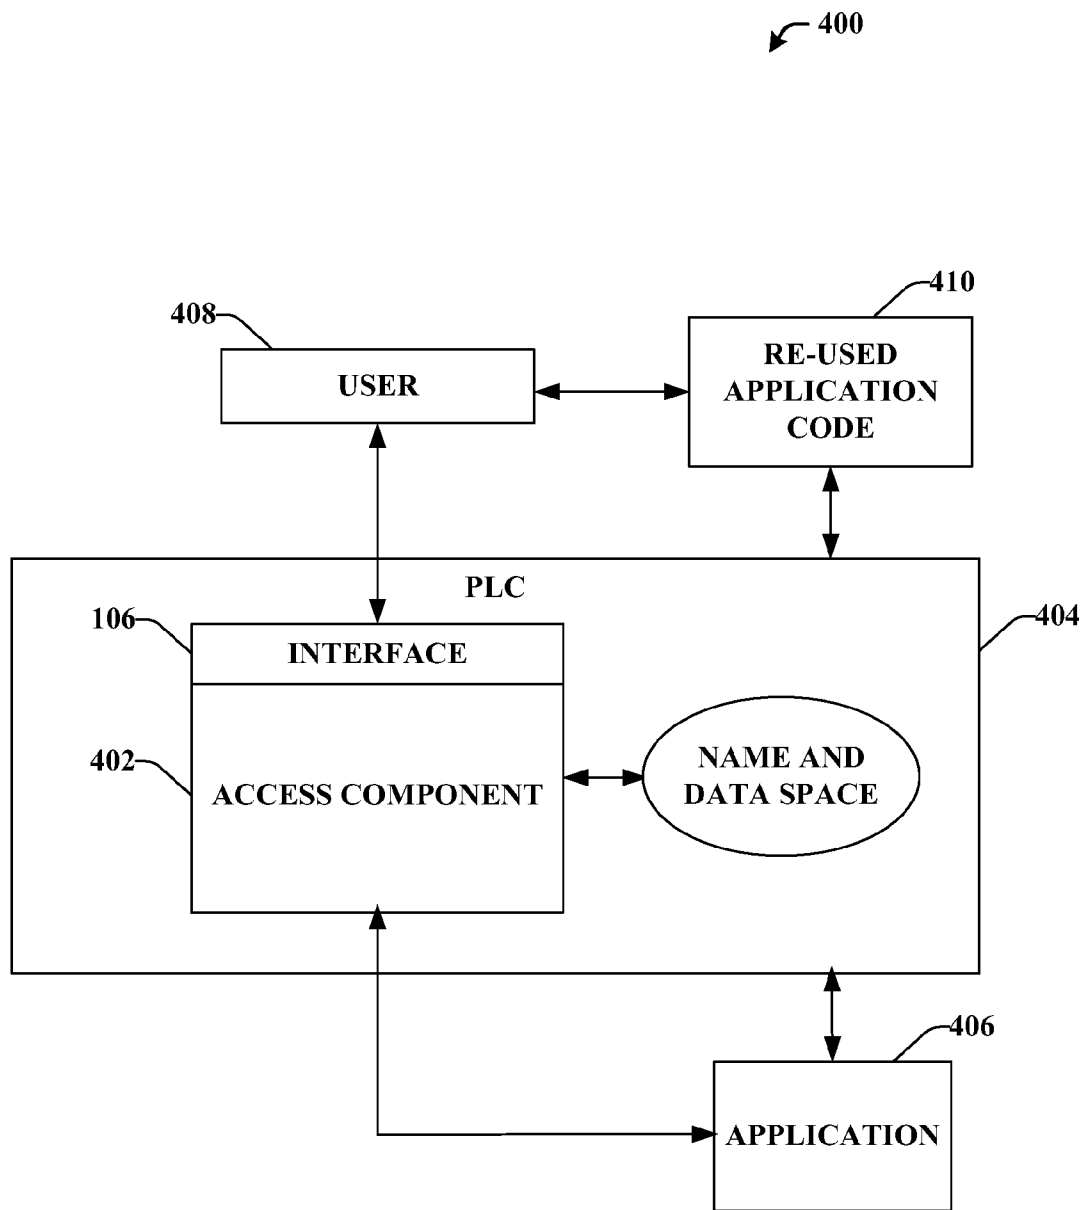 400
410
408
RE-USED
APPLICATION
CODE
USER
PLC
106
404
INTERFACE
402
NAME AND
DATA SPACE
ACCESS COMPONENT
406
APPLICATION